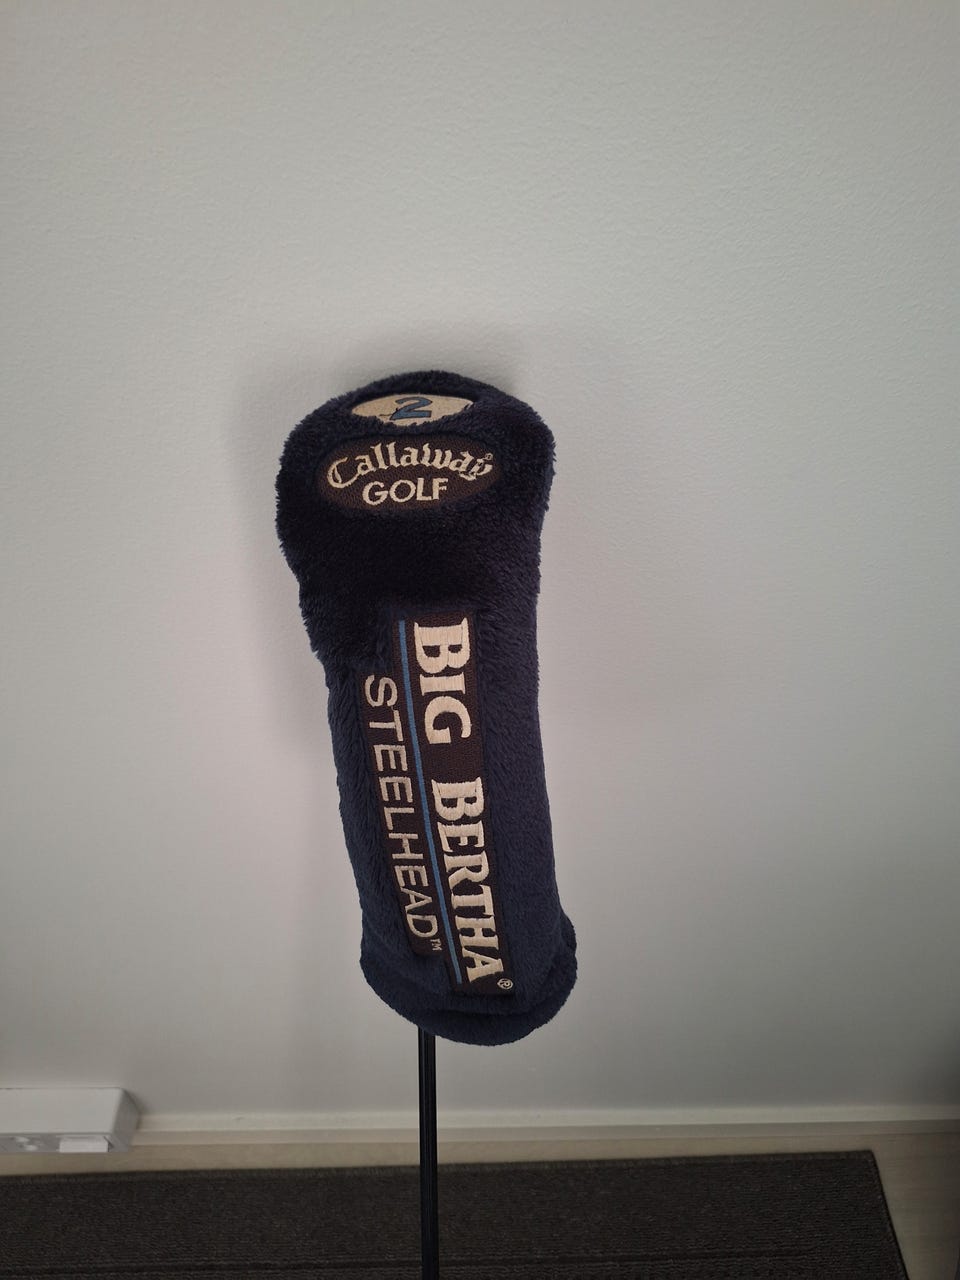 2
Callaway®
GOLF
BIG BERTHA®
STEELHEAD™